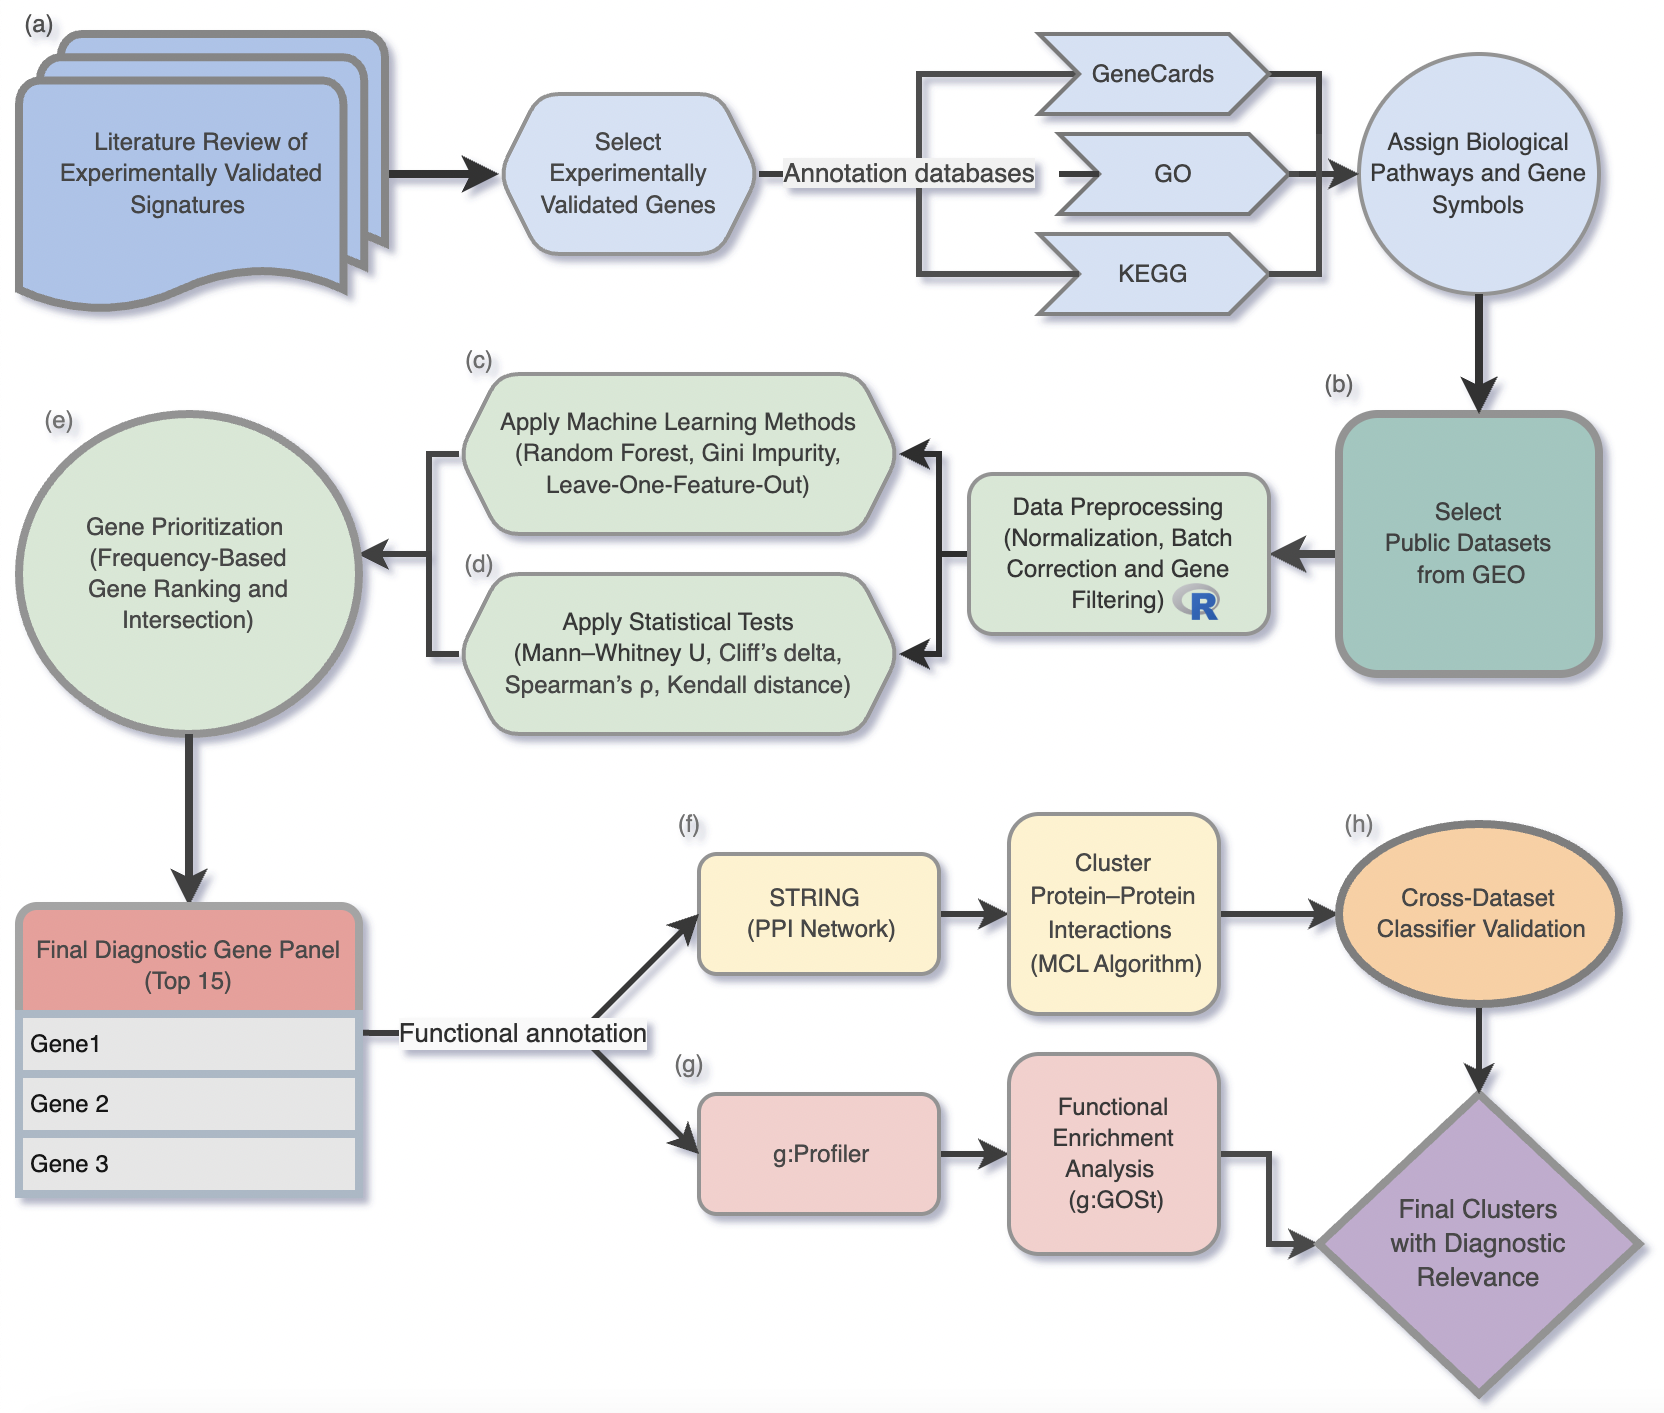 (a)
Literature Review of
Experimentally Validated
Signatures
Select
Experimentally
Validated Genes
Annotation databases
GeneCards
GO
KEGG
Assign Biological
Pathways and Gene
Symbols
(b)
Select
Public Datasets
from GEO
Data Preprocessing
(Normalization, Batch
Correction and Gene
Filtering)
R
(c)
Apply Machine Learning Methods
(Random Forest, Gini Impurity,
Leave-One-Feature-Out)
(d)
Apply Statistical Tests
(Mann–Whitney U, Cliff’s delta,
Spearman’s ρ, Kendall distance)
(e)
Gene Prioritization
(Frequency-Based
Gene Ranking and
Intersection)
Final Diagnostic Gene Panel
(Top 15)
Gene1
Gene 2
Gene 3
Functional annotation
(f)
STRING
(PPI Network)
Cluster
Protein–Protein
Interactions
(MCL Algorithm)
(g)
g:Profiler
Functional
Enrichment
Analysis
(g:GOSt)
(h)
Cross-Dataset
Classifier Validation
Final Clusters
with Diagnostic
Relevance